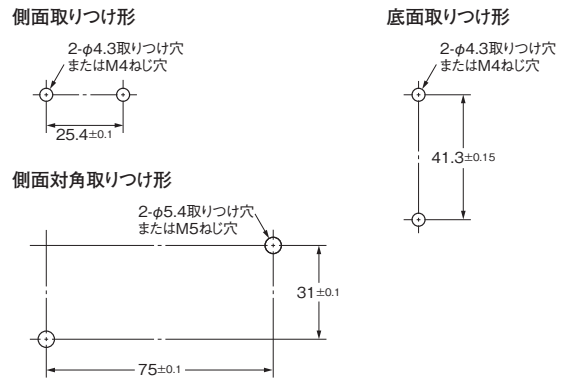 側面取りつけ形
2-φ4.3取りつけ穴
またはM4ねじ穴
25.4±0.1
側面対角取りつけ形
2-φ5.4取りつけ穴
またはM5ねじ穴
31±0.1
75±0.1
底面取りつけ形
2-φ4.3取りつけ穴
またはM4ねじ穴
41.3±0.15